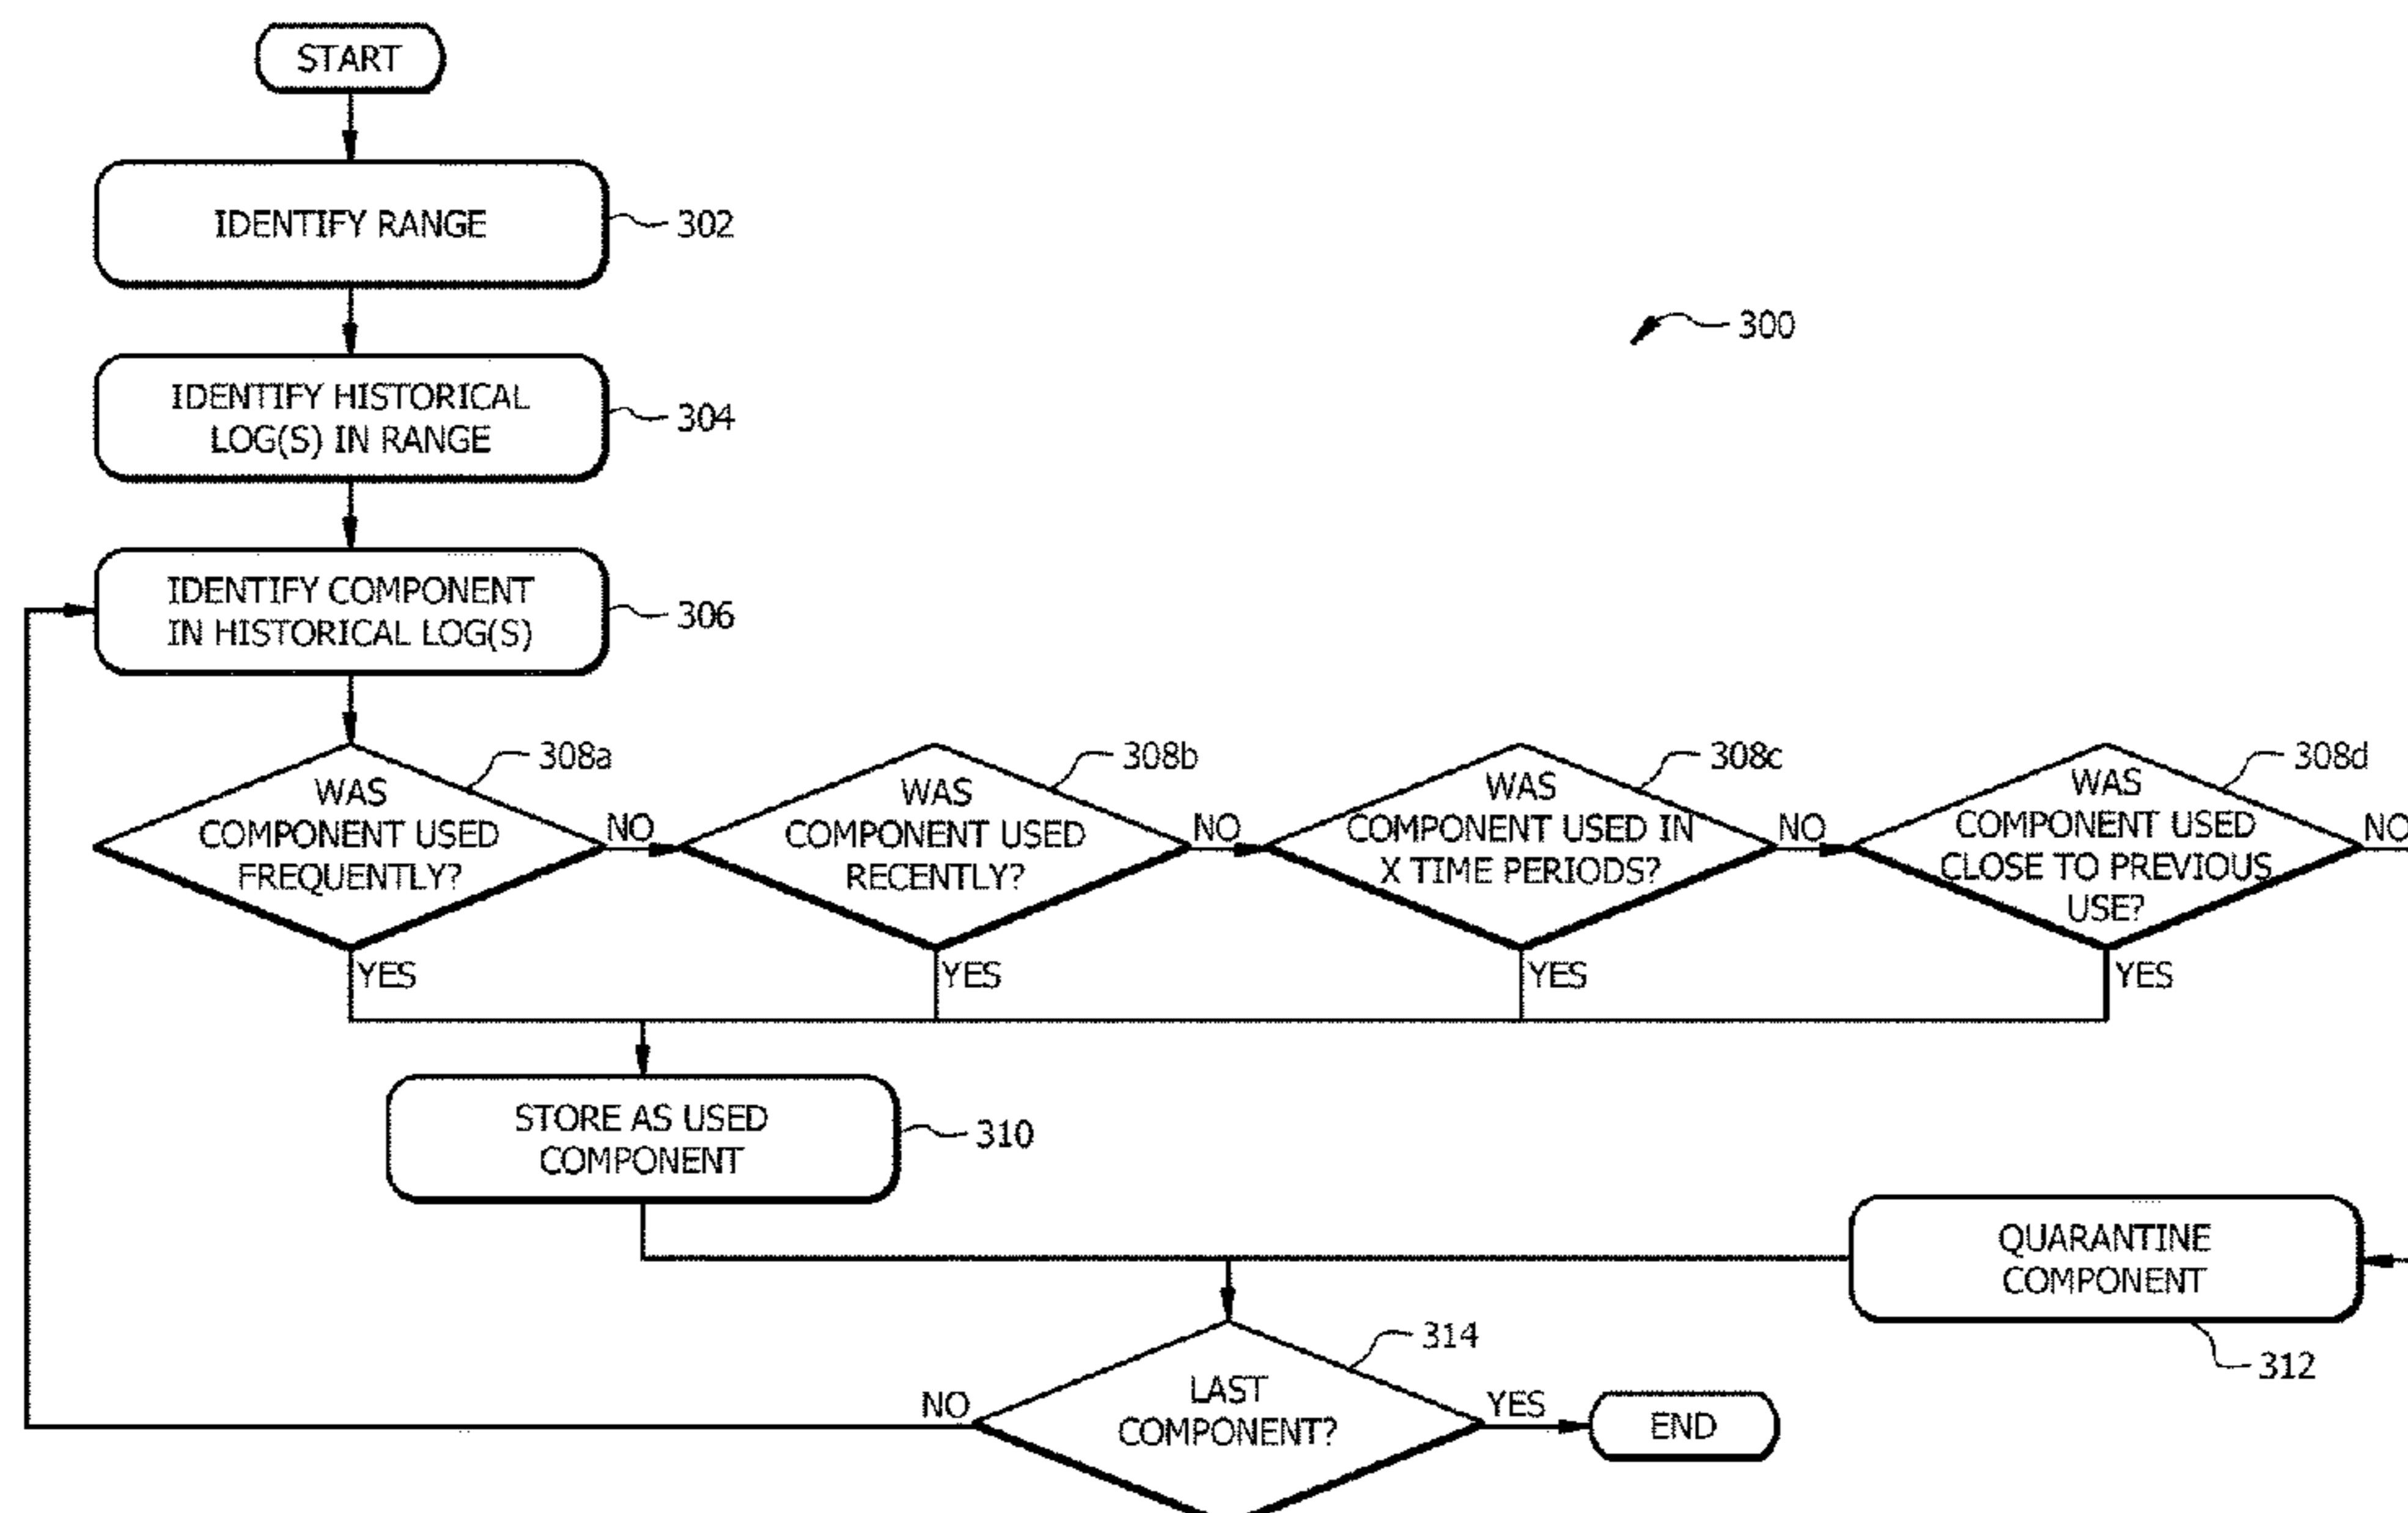 START
IDENTIFY RANGE
302
300
IDENTIFY HISTORICAL
LOG(S) IN RANGE
304
IDENTIFY COMPONENT
IN HISTORICAL LOG(S)
306
308a
WAS
COMPONENT USED
FREQUENTLY?
NO
YES
308b
WAS
COMPONENT USED
RECENTLY?
NO
YES
308c
WAS
COMPONENT USED IN
X TIME PERIODS?
NO
YES
308d
WAS
COMPONENT USED
CLOSE TO PREVIOUS
USE?
NO
YES
STORE AS USED
COMPONENT
310
QUARANTINE
COMPONENT
312
314
LAST
COMPONENT?
NO
YES
END